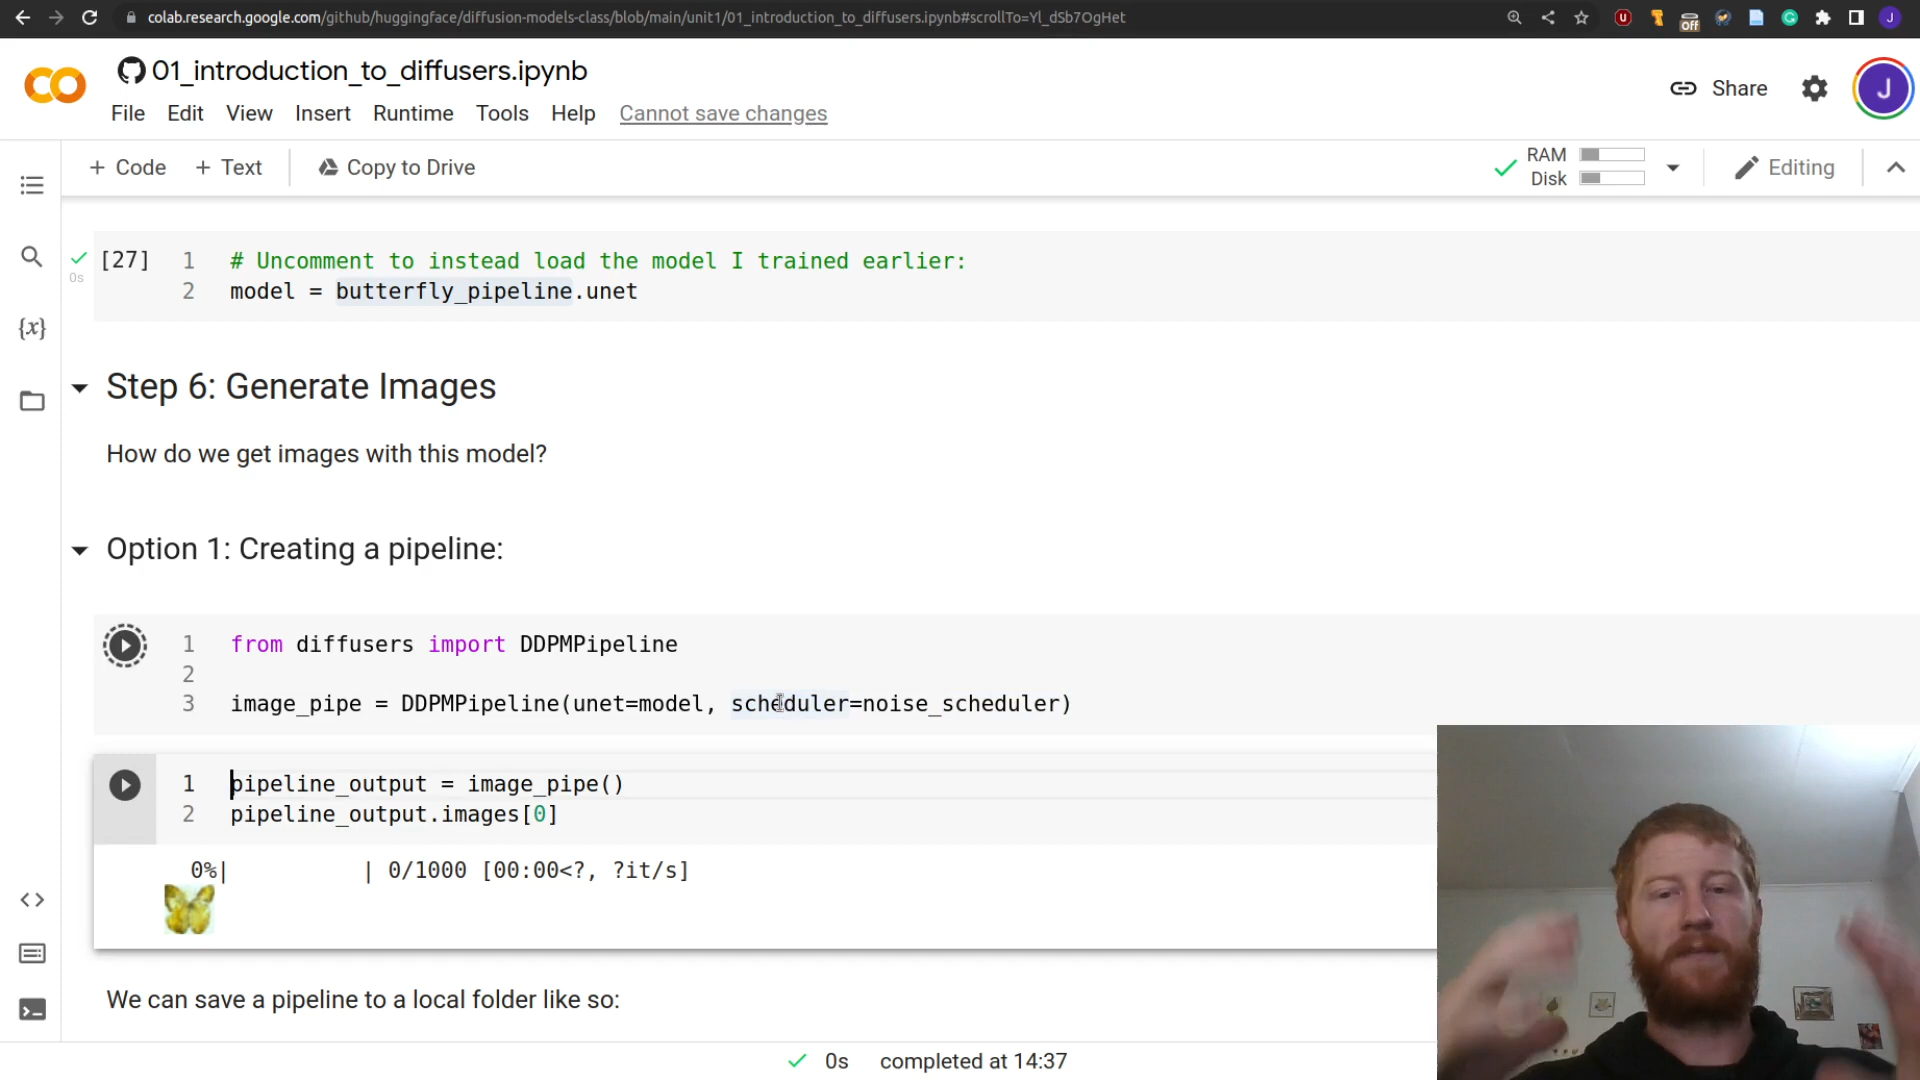 colab.research.google.com/github/huggingface/diffusion-models-class/blob/main/unit1/01_introduction_to_diffusers.ipynb#scrollTo=Yl_dSb7OgHet
Off
J
01_introduction_to_diffusers.ipynb
File Edit View Insert Runtime Tools Help Cannot save changes
Share
J
+ Code + Text Copy to Drive
RAM
Disk
Editing
[27] 1 # Uncomment to instead load the model I trained earlier:
0s
2 model = butterfly_pipeline.unet
{x}
Step 6: Generate Images
How do we get images with this model?
Option 1: Creating a pipeline:
1 from diffusers import DDPMPipeline
2
3 image_pipe = DDPMPipeline(unet=model, scheduler=noise_scheduler)
1 pipeline_output = image_pipe()
2 pipeline_output.images[0]
0%| | 0/1000 [00:00<?, ?it/s]
We can save a pipeline to a local folder like so:
0s completed at 14:37